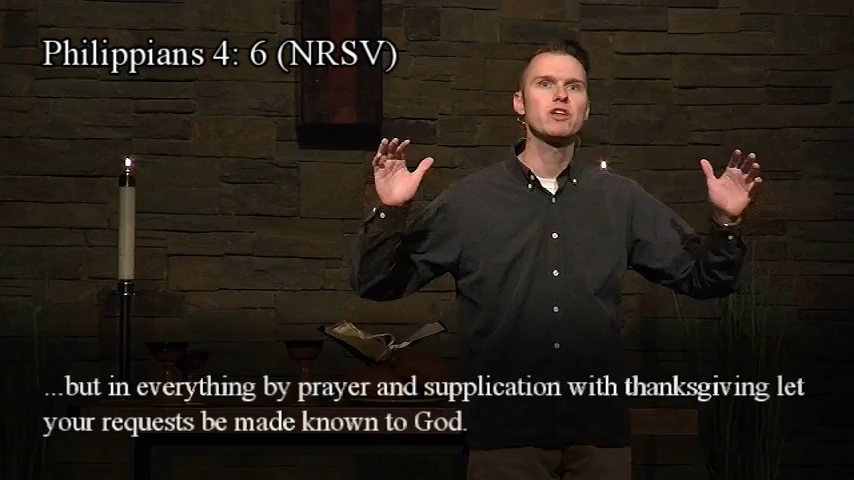 Philippians 4: 6 (NRSV)
...but in everything by prayer and supplication with thanksgiving let
your requests be made known to God.